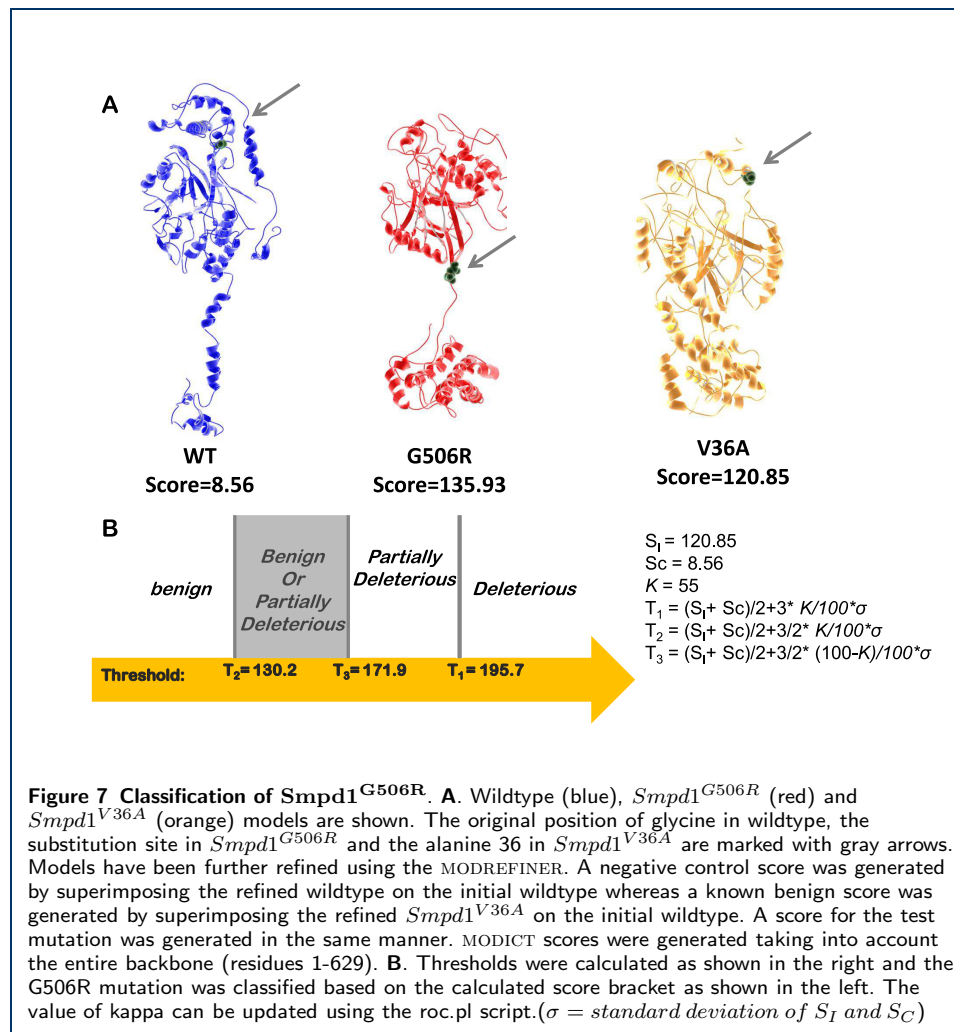 A
WT
Score=8.56
G506R
Score=135.93
V36A
Score=120.85
B
benign
Benign
Or
Partially
Deleterious
Partially
Deleterious
Deleterious
Threshold:
T2=130.2
T3=171.9
T1=195.7
SI = 120.85
Sc = 8.56
K = 55
T1 = (SI+ Sc)/2+3* K/100*σ
T2 = (SI+ Sc)/2+3/2* K/100*σ
T3 = (SI+ Sc)/2+3/2* (100-K)/100*σ
Figure 7 Classification of Smpd1G506R. A. Wildtype (blue), Smpd1G506R (red) and
Smpd1V36A (orange) models are shown. The original position of glycine in wildtype, the
substitution site in Smpd1G506R and the alanine 36 in Smpd1V36A are marked with gray arrows.
Models have been further refined using the MODREFINER. A negative control score was generated
by superimposing the refined wildtype on the initial wildtype whereas a known benign score was
generated by superimposing the refined Smpd1V36A on the initial wildtype. A score for the test
mutation was generated in the same manner. MODICT scores were generated taking into account
the entire backbone (residues 1-629). B. Thresholds were calculated as shown in the right and the
G506R mutation was classified based on the calculated score bracket as shown in the left. The
value of kappa can be updated using the roc.pl script.(σ = standard deviation of SI and SC)